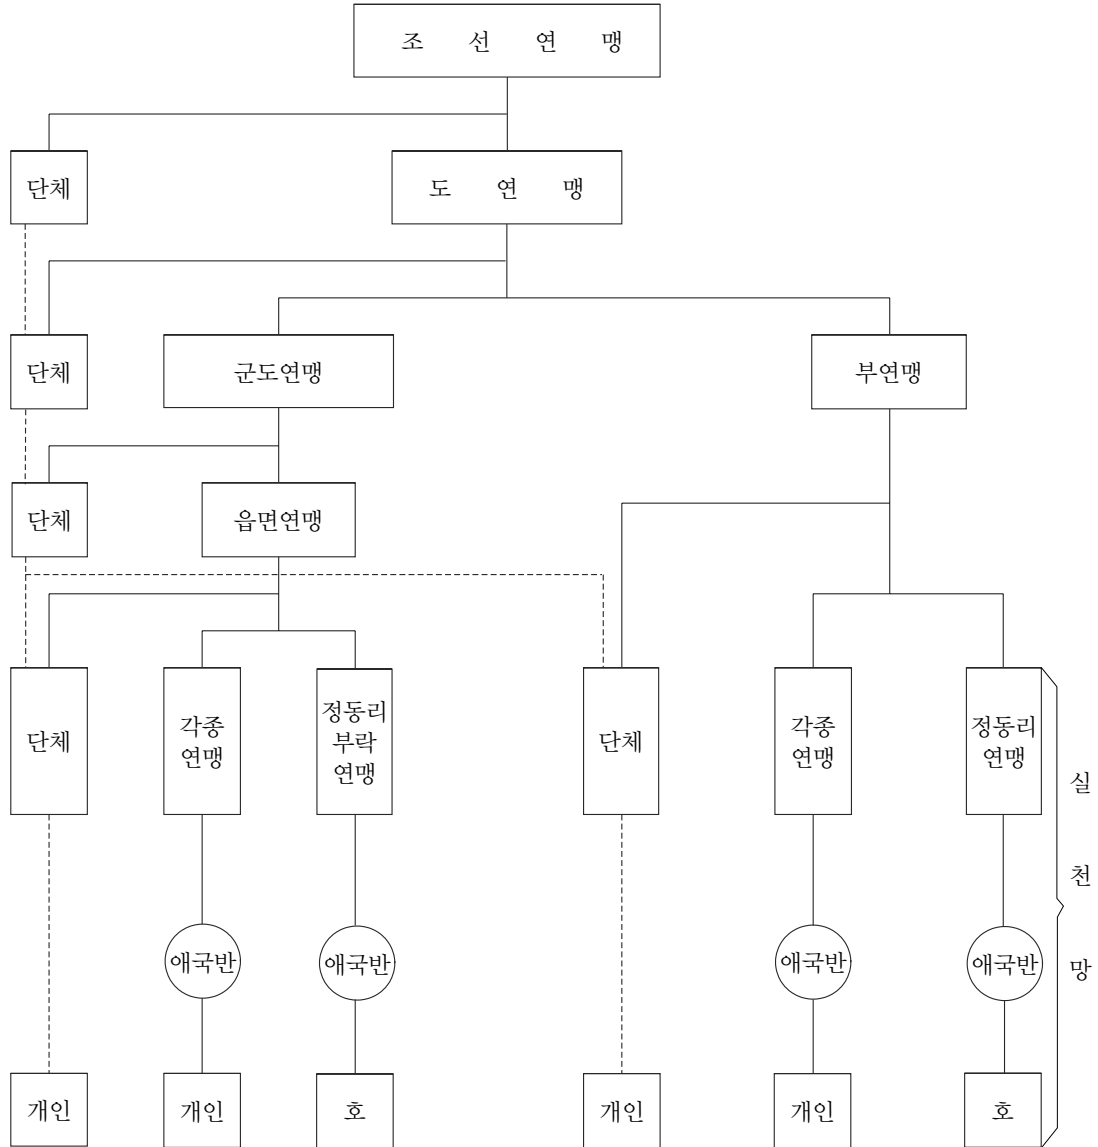 조 선 연 맹
단체
도 연 맹
단체
군도연맹
부연맹
단체
읍면연맹
단체
각종
연맹
정동리
부락
연맹
단체
각종
연맹
정동리
연맹
실
천
망
애국반
애국반
애국반
애국반
개인
개인
호
개인
개인
호